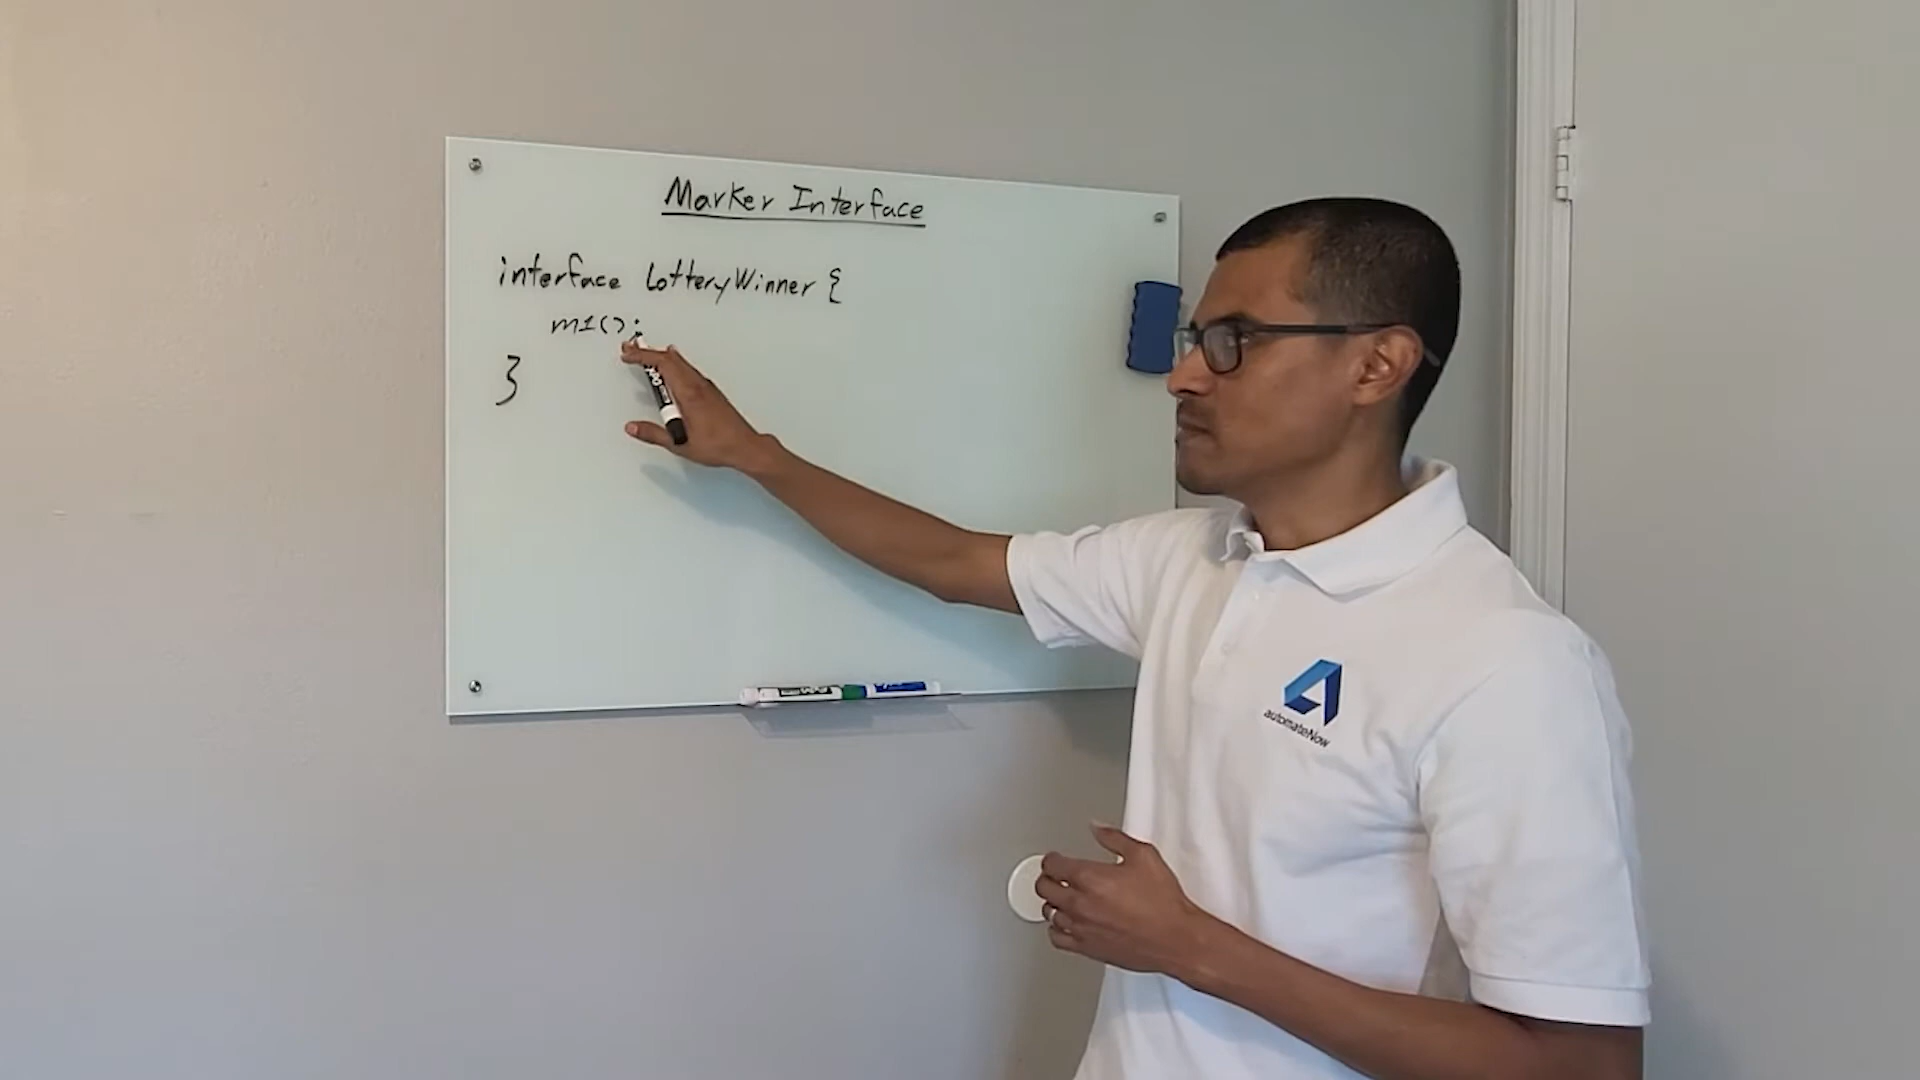 Marker Interface
interface LotteryWinner {
m1();
}
automateNow